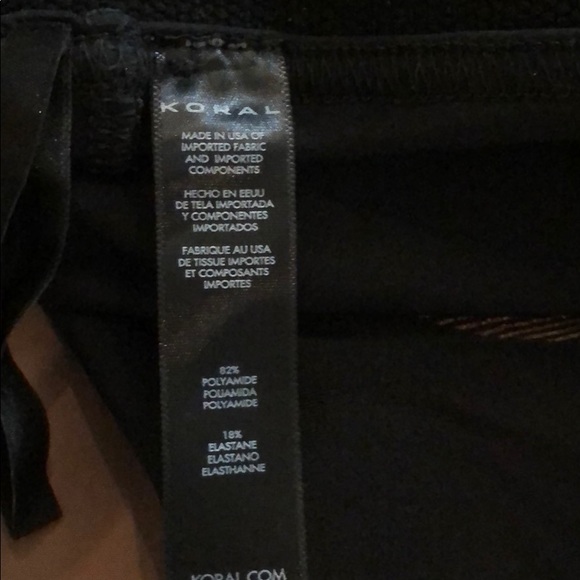 KORAL
MADE IN USA OF
IMPORTED FABRIC
AND IMPORTED
COMPONENTS
HECHO EN EEUU
DE TELA IMPORTADA
Y COMPONENTES
IMPORTADOS
FABRIQUE AU USA
DE TISSUE IMPORTES
ET COMPOSANTS
IMPORTES
82%
POLYAMIDE
POLIAMIDA
POLYAMIDE
18%
ELASTANE
ELASTANO
ELASTHANNE
KORAL.COM